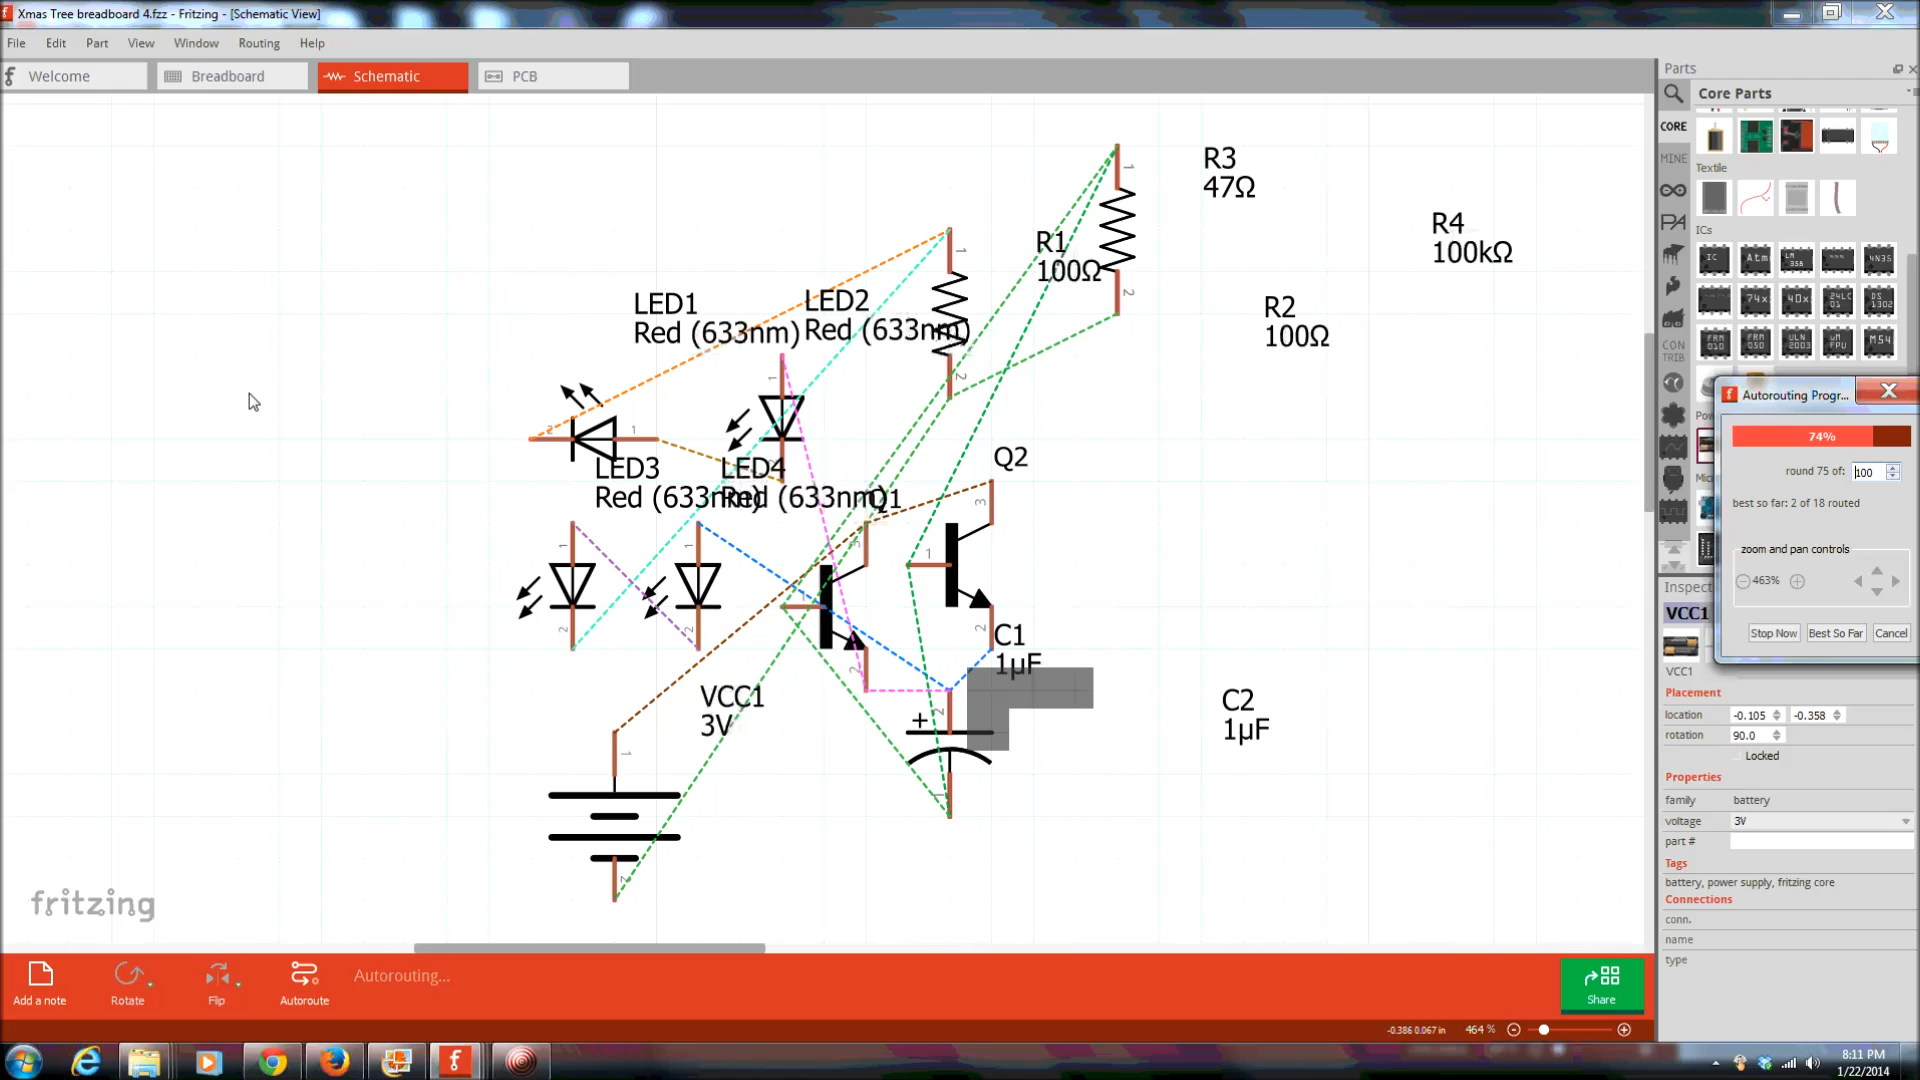 Xmas Tree breadboard 4.fzz - Fritzing - [Schematic View]
File Edit Part View Window Routing Help
Welcome Breadboard Schematic PCB
Parts
Core Parts
CORE
MINE
Textile
ICs
CON
TRIB
R3
47Ω
R4
100kΩ
R1
100Ω
R2
100Ω
LED1
Red (633nm)
LED2
Red (633nm)
LED3
Red (633nm)
LED4
Red (633nm)
Q1
Q2
C1
1µF
C2
1µF
VCC1
3V
fritzing
Autorouting Progr...
74%
round 75 of: 100
best so far: 2 of 18 routed
zoom and pan controls
463%
Stop Now Best So Far Cancel
Inspect
VCC1
VCC1
Placement
location -0.105 -0.358
rotation 90.0
Locked
Properties
family battery
voltage 3V
part #
Tags
battery, power supply, fritzing core
Connections
conn.
name
type
Add a note Rotate Flip Autoroute Autorouting...
Share
-0.386 0.067 in 464 %
8:11 PM
1/22/2014